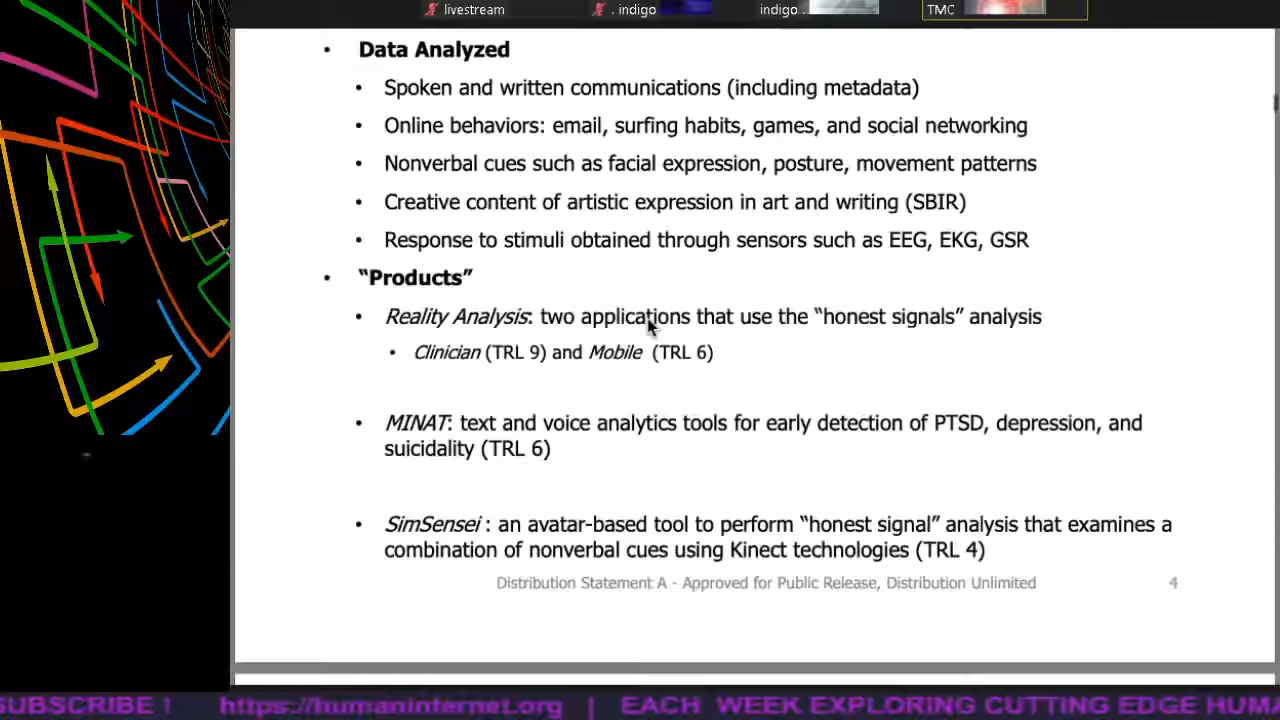 livestream
. indigo
indigo .
TMC
• Data Analyzed
• Spoken and written communications (including metadata)
• Online behaviors: email, surfing habits, games, and social networking
• Nonverbal cues such as facial expression, posture, movement patterns
• Creative content of artistic expression in art and writing (SBIR)
• Response to stimuli obtained through sensors such as EEG, EKG, GSR
• “Products”
• Reality Analysis: two applications that use the “honest signals” analysis
• Clinician (TRL 9) and Mobile (TRL 6)
• MINAT: text and voice analytics tools for early detection of PTSD, depression, and
suicidality (TRL 6)
• SimSensei : an avatar-based tool to perform “honest signal” analysis that examines a
combination of nonverbal cues using Kinect technologies (TRL 4)
Distribution Statement A - Approved for Public Release, Distribution Unlimited
4
SUBSCRIBE ! https://humaninternet.org | EACH WEEK EXPLORING CUTTING EDGE HUMA